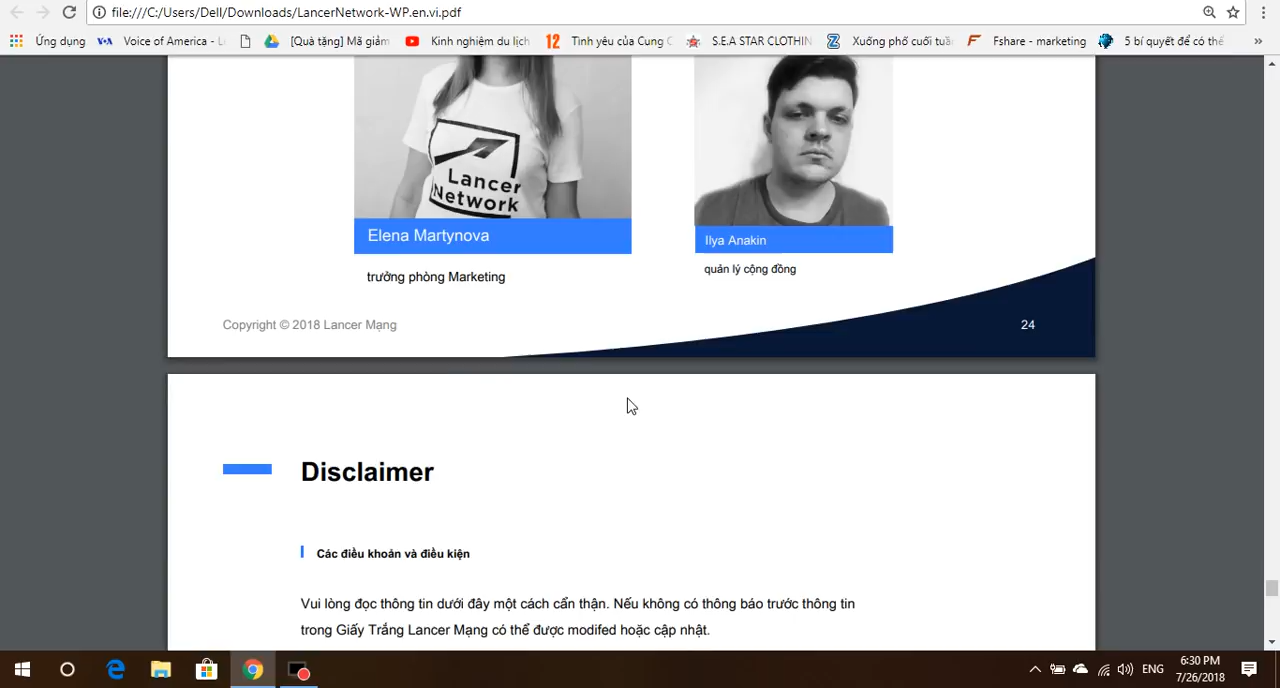 file:///C:/Users/Dell/Downloads/LancerNetwork-WP.en.vi.pdf
Ứng dụng
VOA
Voice of America - Li
[Quà tặng] Mã giảm
Kinh nghiệm du lịch
12
Tình yêu của Cung C
S.E.A STAR CLOTHIN
Z
Xuống phố cuối tuần
F
Fshare - marketing
5 bí quyết để có thể
»
Lancer
Network
Elena Martynova
Ilya Anakin
trưởng phòng Marketing
quản lý cộng đồng
Copyright © 2018 Lancer Mạng
24
Disclaimer
Các điều khoản và điều kiện
Vui lòng đọc thông tin dưới đây một cách cẩn thận. Nếu không có thông báo trước thông tin
trong Giấy Trắng Lancer Mạng có thể được modifed hoặc cập nhật.
ENG
6:30 PM
7/26/2018